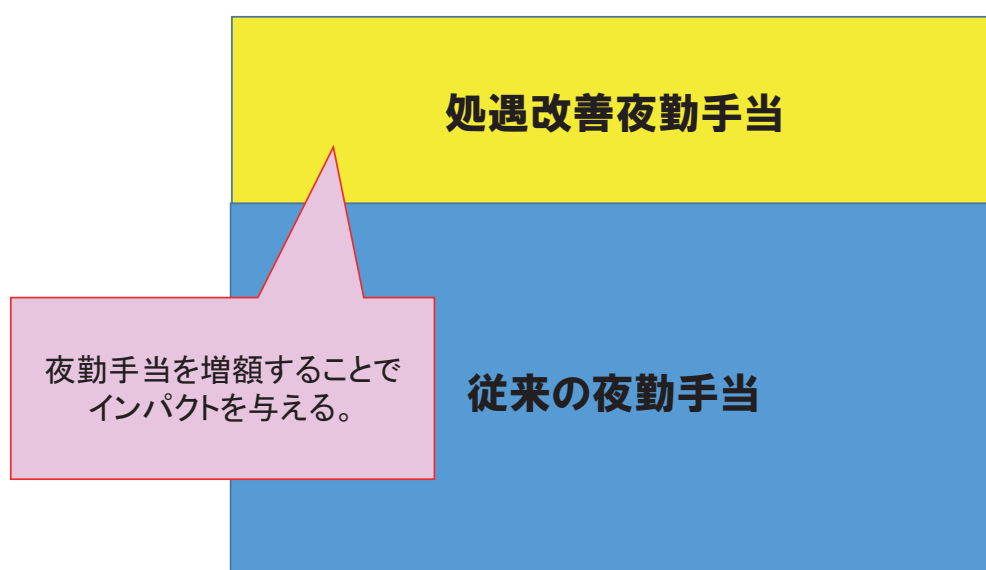 処遇改善夜勤手当
夜勤手当を増額することで
インパクトを与える。
従来の夜勤手当